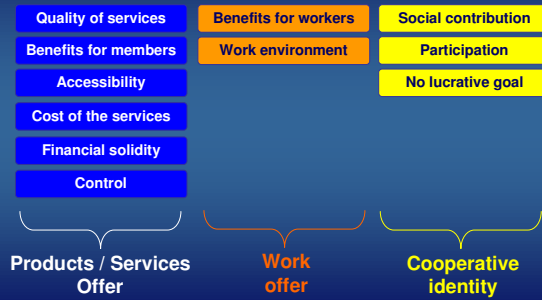 Quality of services
Benefits for members
Accessibility
Cost of the services
Financial solidity
Control
Products / Services
Offer
Benefits for workers
Work environment
Work
offer
Social contribution
Participation
No lucrative goal
Cooperative
identity